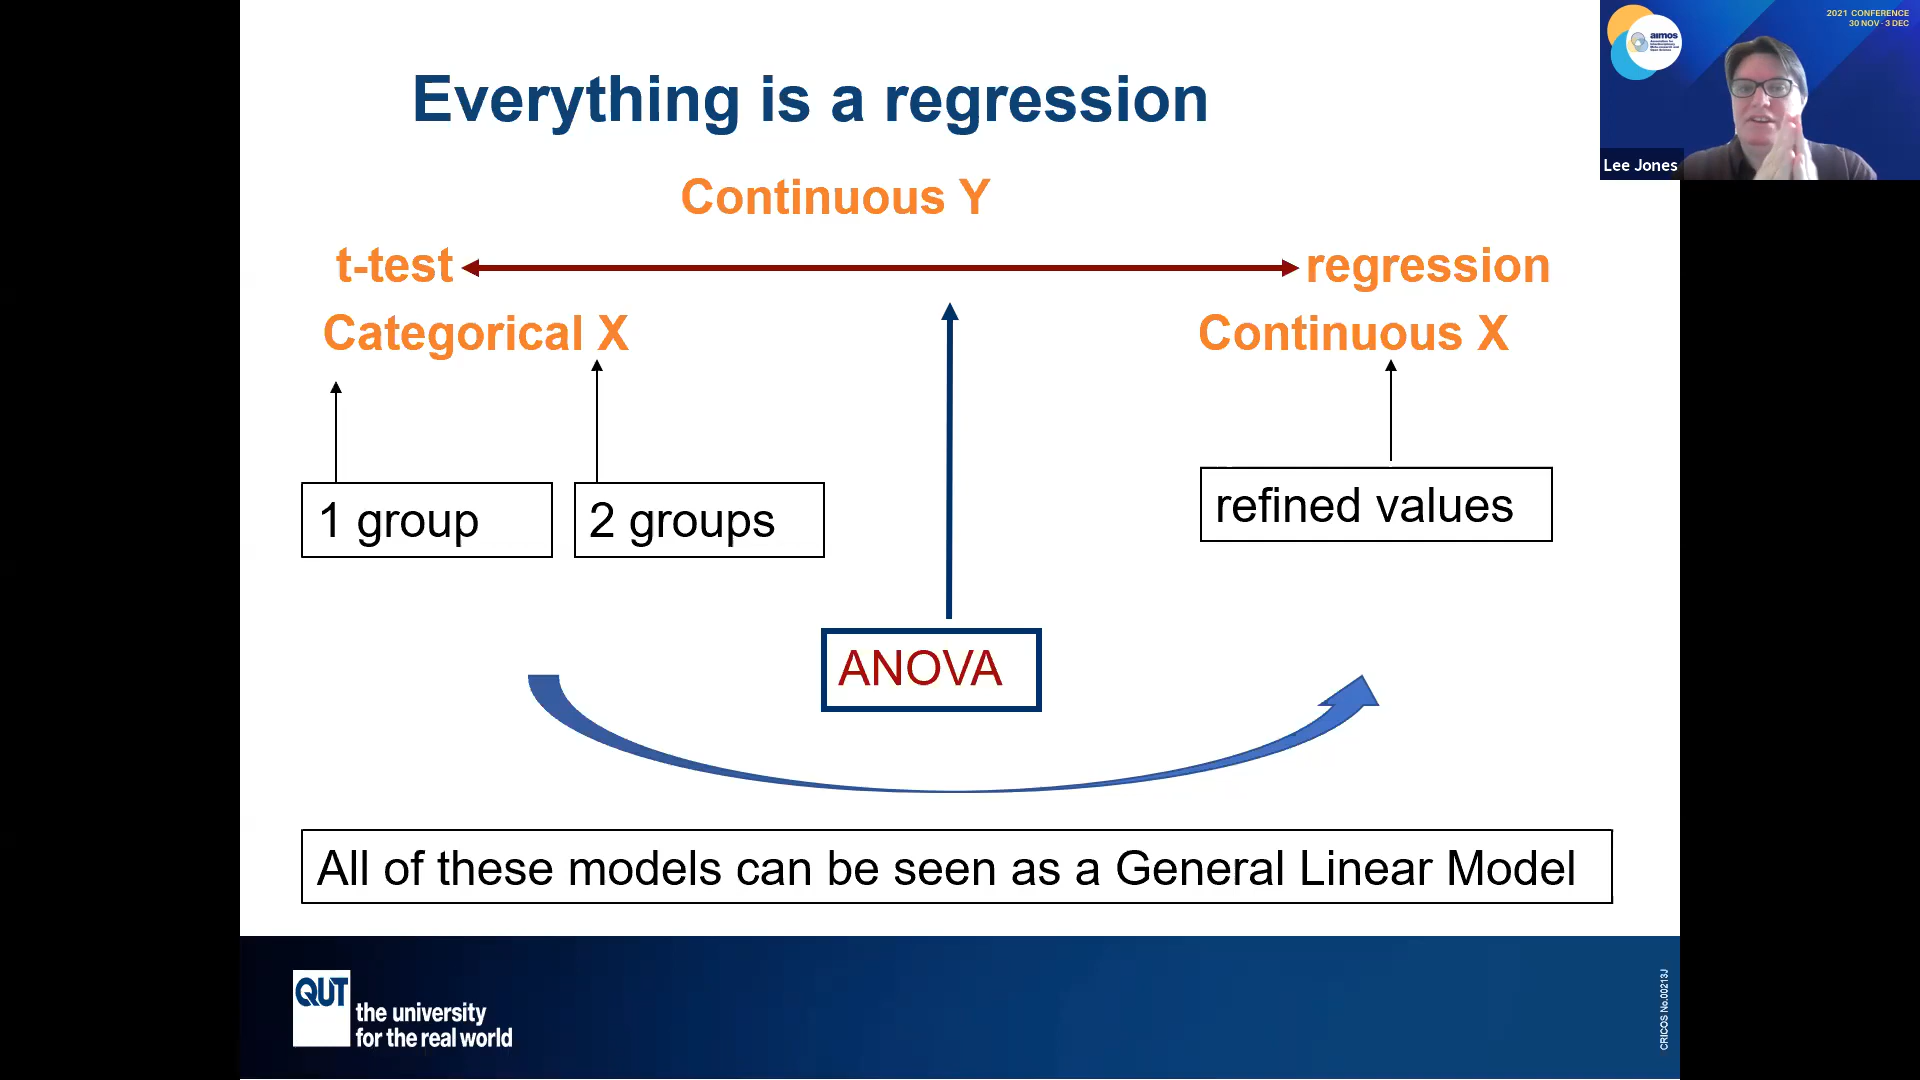 Everything is a regression
Continuous Y
t-test
regression
Categorical X
Continuous X
1 group
2 groups
refined values
ANOVA
All of these models can be seen as a General Linear Model
QUT
the university
for the real world
CRICOS No.00213J
2021 CONFERENCE
30 NOV - 3 DEC
aimos
Lee Jones